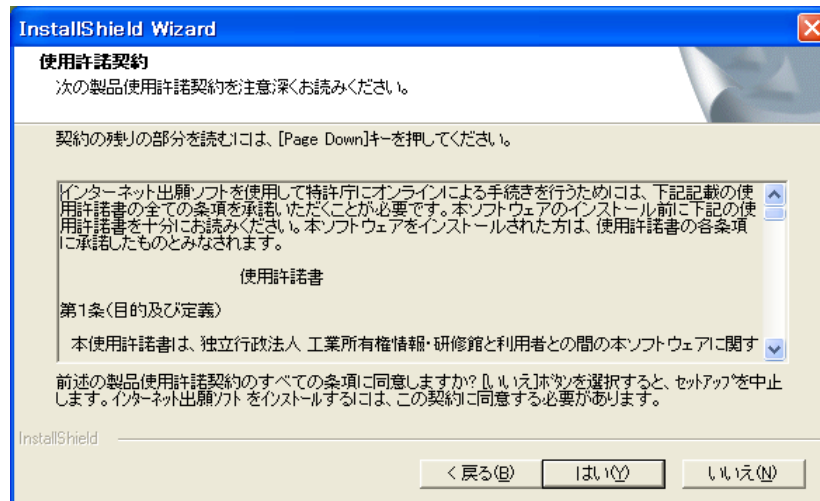 InstallShield Wizard
使用許諾契約
次の製品使用許諾契約を注意深くお読みください。
契約の残りの部分を読むには、[Page Down]キーを押してください。
インターネット出願ソフトを使用して特許庁にオンラインによる手続きを行うためには、下記記載の使
用許諾書の全ての条項を承諾いただくことが必要です。本ソフトウェアのインストール前に下記の使
用許諾書を十分にお読みください。本ソフトウェアをインストールされた方は、使用許諾書の各条項
に承諾したものとみなされます。
使用許諾書
第1条(目的及び定義)
本使用許諾書は、独立行政法人 工業所有権情報・研修館と利用者との間の本ソフトウェアに関す
前述の製品使用許諾契約のすべての条項に同意しますか? [いいえ]ﾎﾞﾀﾝを選択すると、ｾｯﾄｱｯﾌﾟを中止
します。ｲﾝﾀｰﾈｯﾄ出願ｿﾌﾄ をｲﾝｽﾄｰﾙするには、この契約に同意する必要があります。
InstallShield
< 戻る(B) はい(Y) いいえ(N)